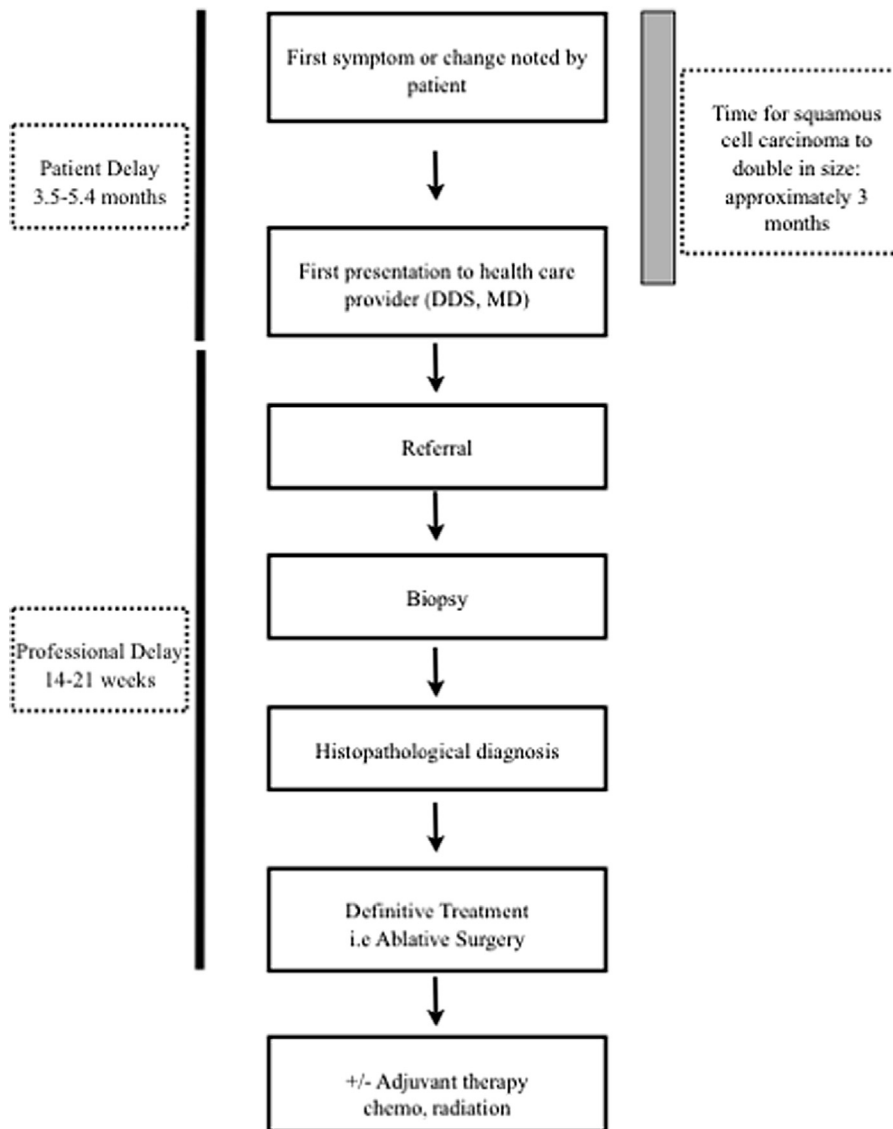 First symptom or change noted by
patient
Time for squamous
cell carcinoma to
double in size:
approximately 3
months
Patient Delay
3.5-5.4 months
First presentation to health care
provider (DDS, MD)
Referral
Biopsy
Professional Delay
14-21 weeks
Histopathological diagnosis
Definitive Treatment
i.e Ablative Surgery
+/- Adjuvant therapy
chemo, radiation